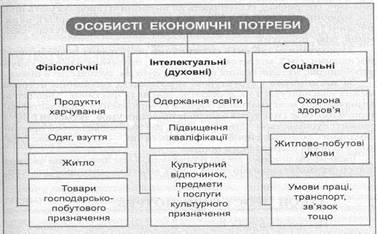 ОСОБИСТІ ЕКОНОМІЧНІ ПОТРЕБИ
Фізіологічні
Продукти
харчування
Одяг, взуття
Житло
Товари
господарсько-
побутового
призначення
Інтелектуальні
(духовні)
Одержання освіти
Підвищення
кваліфікації
Культурний
відпочинок,
предмети
і послуги
культурного
призначення
Соціальні
Охорона
здоров'я
Житлово-побутові
умови
Умови праці,
транспорт,
зв'язок
тощо